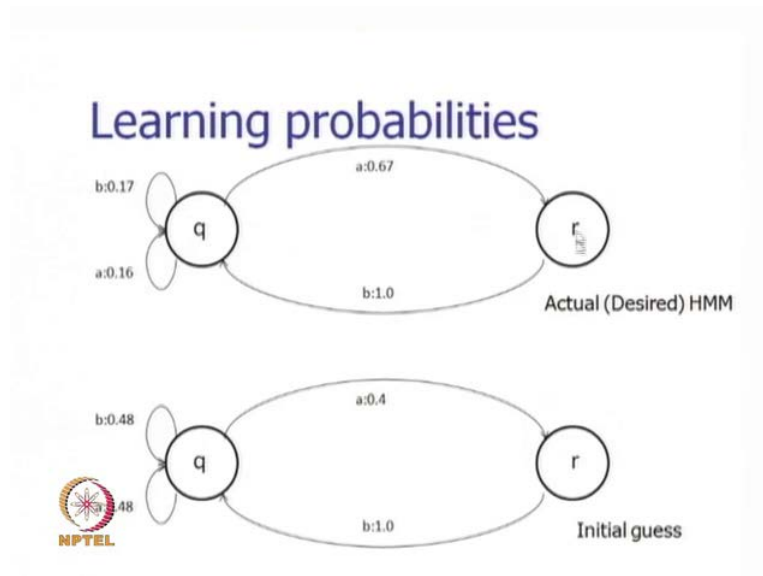 Learning probabilities
a:0.67
b:0.17
q
r
a:0.16
b:1.0
Actual (Desired) HMM
a:0.4
b:0.48
q
r
b:1.0
Initial guess
NPTEL